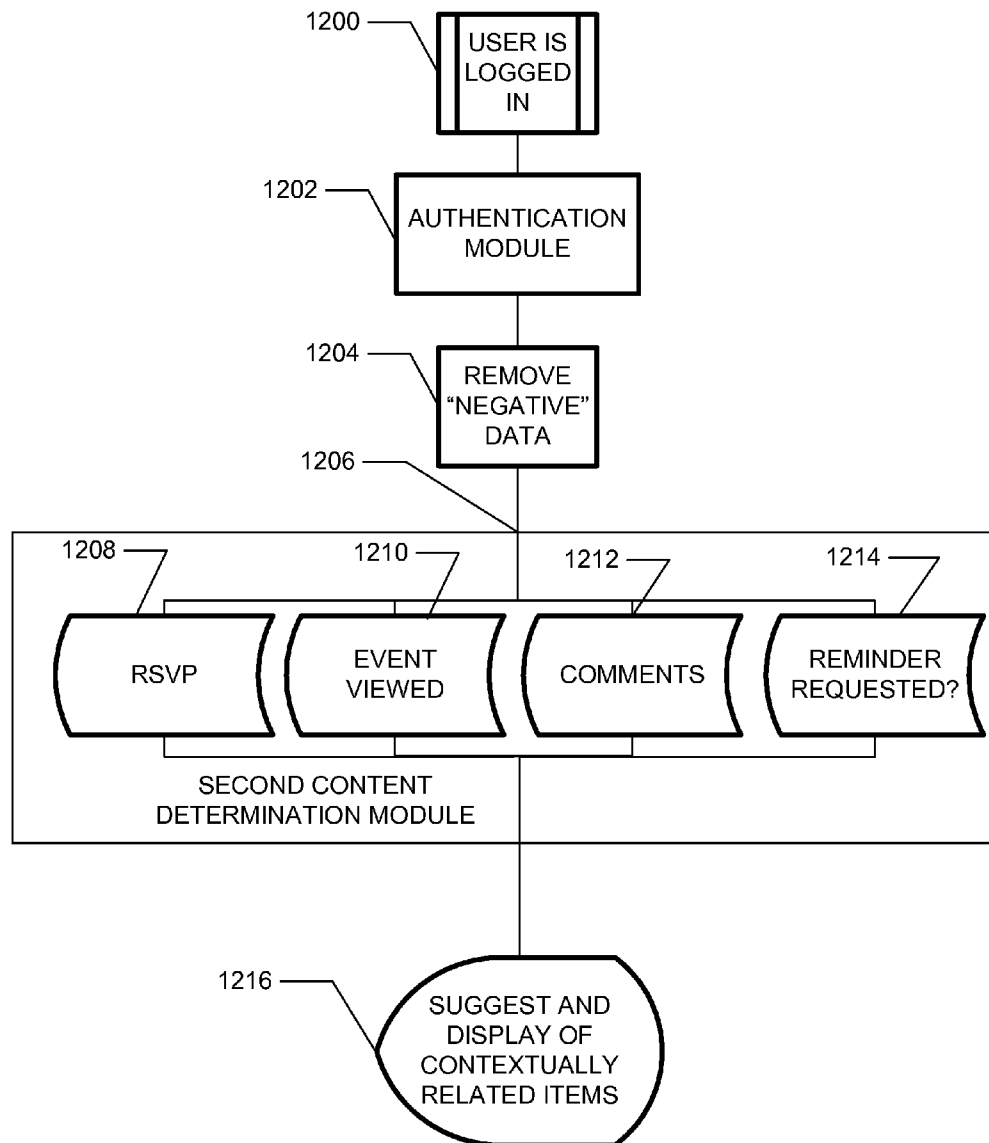 1200
USER IS
LOGGED
IN
1202
AUTHENTICATION
MODULE
1204
REMOVE
“NEGATIVE”
DATA
1206
1208
1210
1212
1214
RSVP
EVENT
VIEWED
COMMENTS
REMINDER
REQUESTED?
SECOND CONTENT
DETERMINATION MODULE
1216
SUGGEST AND
DISPLAY OF
CONTEXTUALLY
RELATED ITEMS